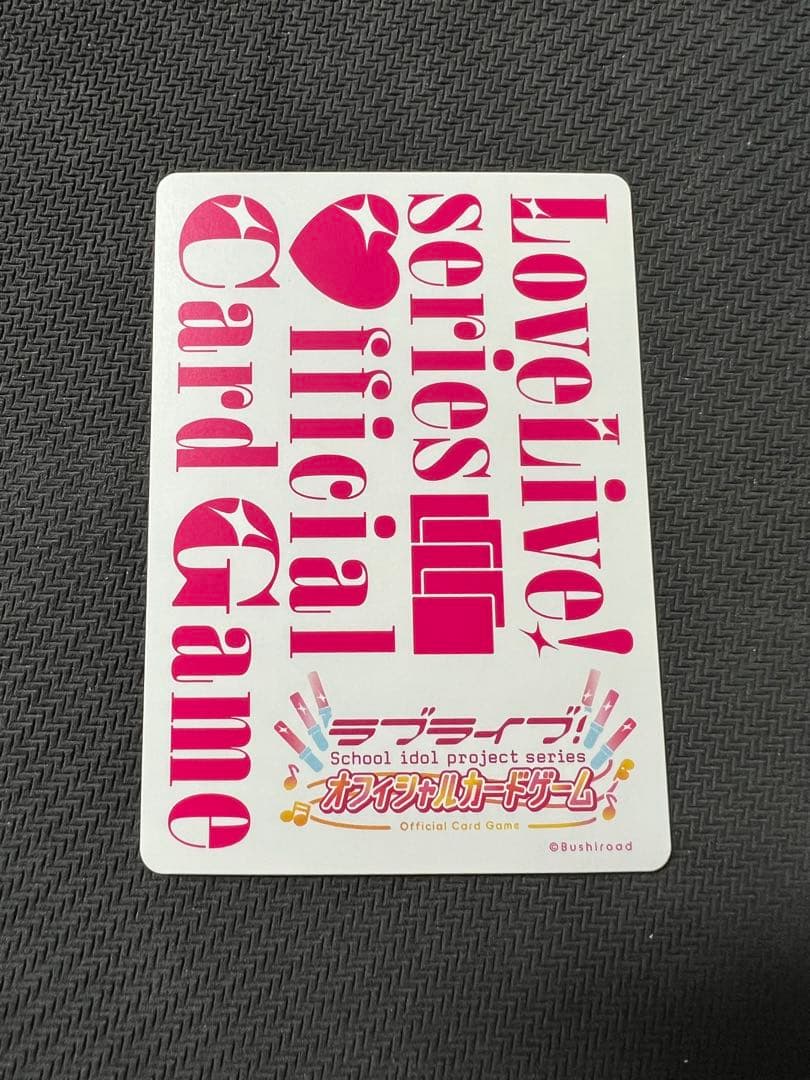 LoveLive!
series
Official
Card Game
ラブライブ!
School idol project series
オフィシャルカードゲーム
Official Card Game
©Bushiroad